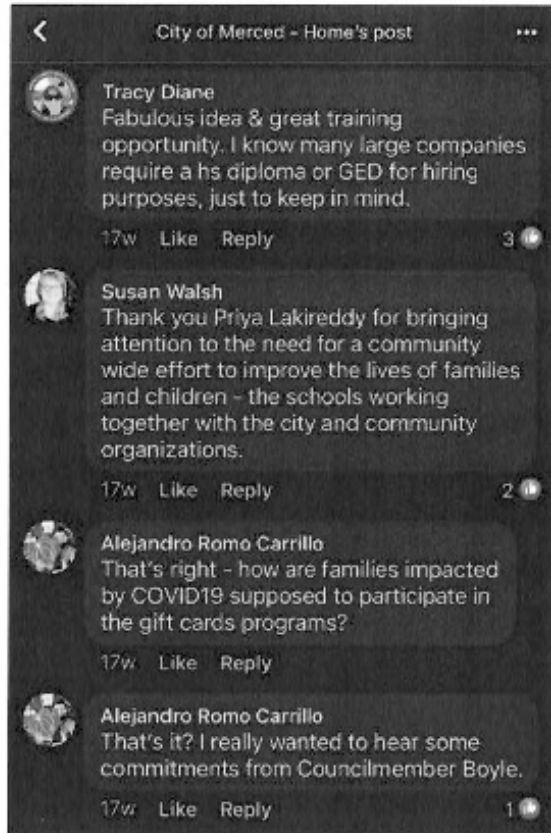 City of Merced - Home's post
Tracy Diane
Fabulous idea & great training
opportunity. I know many large companies
require a hs diploma or GED for hiring
purposes, just to keep in mind.
17w Like Reply 3
Susan Walsh
Thank you Priya Lakireddy for bringing
attention to the need for a community
wide effort to improve the lives of families
and children - the schools working
together with the city and community
organizations.
17w Like Reply 2
Alejandro Romo Carrillo
That's right - how are families impacted
by COVID19 supposed to participate in
the gift cards programs?
17w Like Reply
Alejandro Romo Carrillo
That's it? I really wanted to hear some
commitments from Councilmember Boyle.
17w Like Reply 1